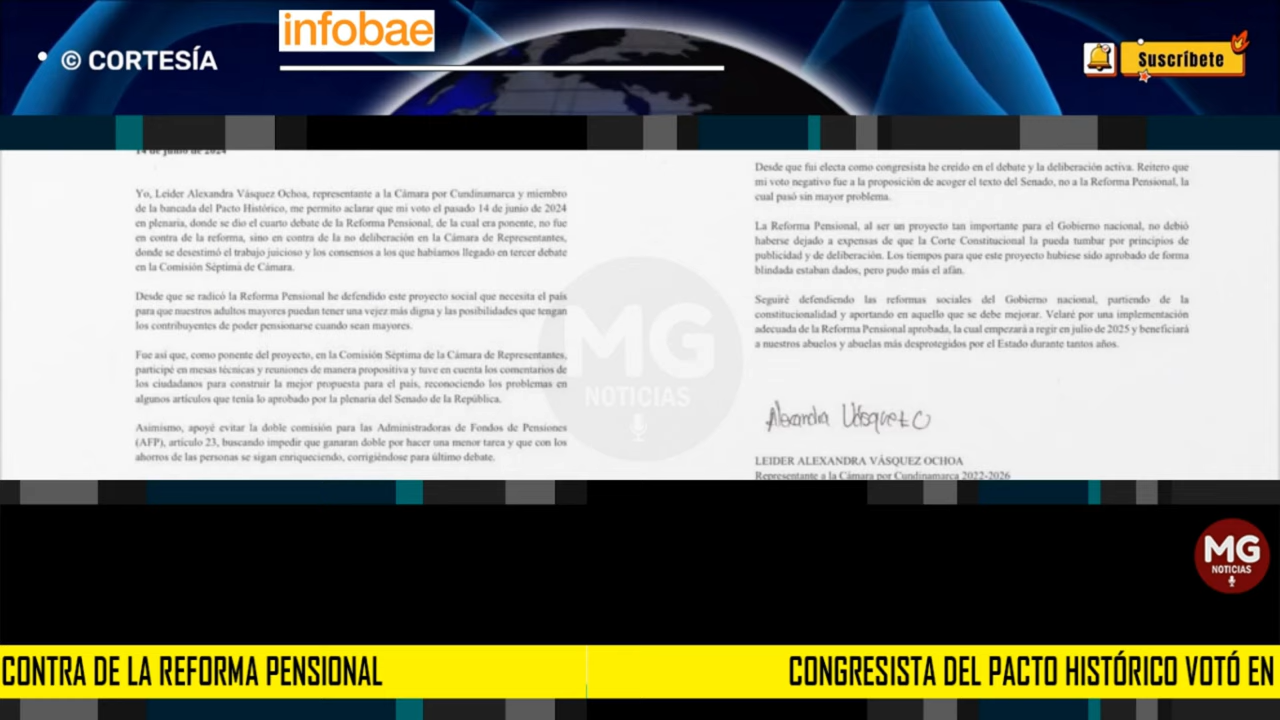 infobae
© CORTESÍA
Suscríbete
14 de junio de 2024
Yo, Leider Alexandra Vásquez Ochoa, representante a la Cámara por Cundinamarca y miembro
de la bancada del Pacto Histórico, me permito aclarar que mi voto el pasado 14 de junio de 2024
en plenaria, donde se dio el cuarto debate de la Reforma Pensional, de la cual era ponente, no fue
en contra de la reforma, sino en contra de la no deliberación en la Cámara de Representantes,
donde se desestimó el trabajo juicioso y los consensos a los que habíamos llegado en tercer debate
en la Comisión Séptima de Cámara.
Desde que se radicó la Reforma Pensional he defendido este proyecto social que necesita el país
para que nuestros adultos mayores puedan tener una vejez más digna y las posibilidades que tengan
los contribuyentes de poder pensionarse cuando sean mayores.
Fue así que, como ponente del proyecto, en la Comisión Séptima de la Cámara de Representantes,
participé en mesas técnicas y reuniones de manera propositiva y tuve en cuenta los comentarios de
los ciudadanos para construir la mejor propuesta para el país, reconociendo los problemas en
algunos artículos que tenía lo aprobado por la plenaria del Senado de la República.
Asimismo, apoyé evitar la doble comisión para las Administradoras de Fondos de Pensiones
(AFP), artículo 23, buscando impedir que ganaran doble por hacer una menor tarea y que con los
ahorros de las personas se sigan enriqueciendo, corrigiéndose para último debate.
Desde que fui electa como congresista he creído en el debate y la deliberación activa. Reitero que
mi voto negativo fue a la proposición de acoger el texto del Senado, no a la Reforma Pensional, la
cual pasó sin mayor problema.
La Reforma Pensional, al ser un proyecto tan importante para el Gobierno nacional, no debió
haberse dejado a expensas de que la Corte Constitucional la pueda tumbar por principios de
publicidad y de deliberación. Los tiempos para que este proyecto hubiese sido aprobado de forma
blindada estaban dados, pero pudo más el afán.
Seguiré defendiendo las reformas sociales del Gobierno nacional, partiendo de la
constitucionalidad y aportando en aquello que se debe mejorar. Velaré por una implementación
adecuada de la Reforma Pensional aprobada, la cual empezará a regir en julio de 2025 y beneficiará
a nuestros abuelos y abuelas más desprotegidos por el Estado durante tantos años.
Alexandra Vásquez O
LEIDER ALEXANDRA VÁSQUEZ OCHOA
Representante a la Cámara por Cundinamarca 2022-2026
MG
NOTICIAS
MG
NOTICIAS
CONTRA DE LA REFORMA PENSIONAL
CONGRESISTA DEL PACTO HISTÓRICO VOTÓ EN